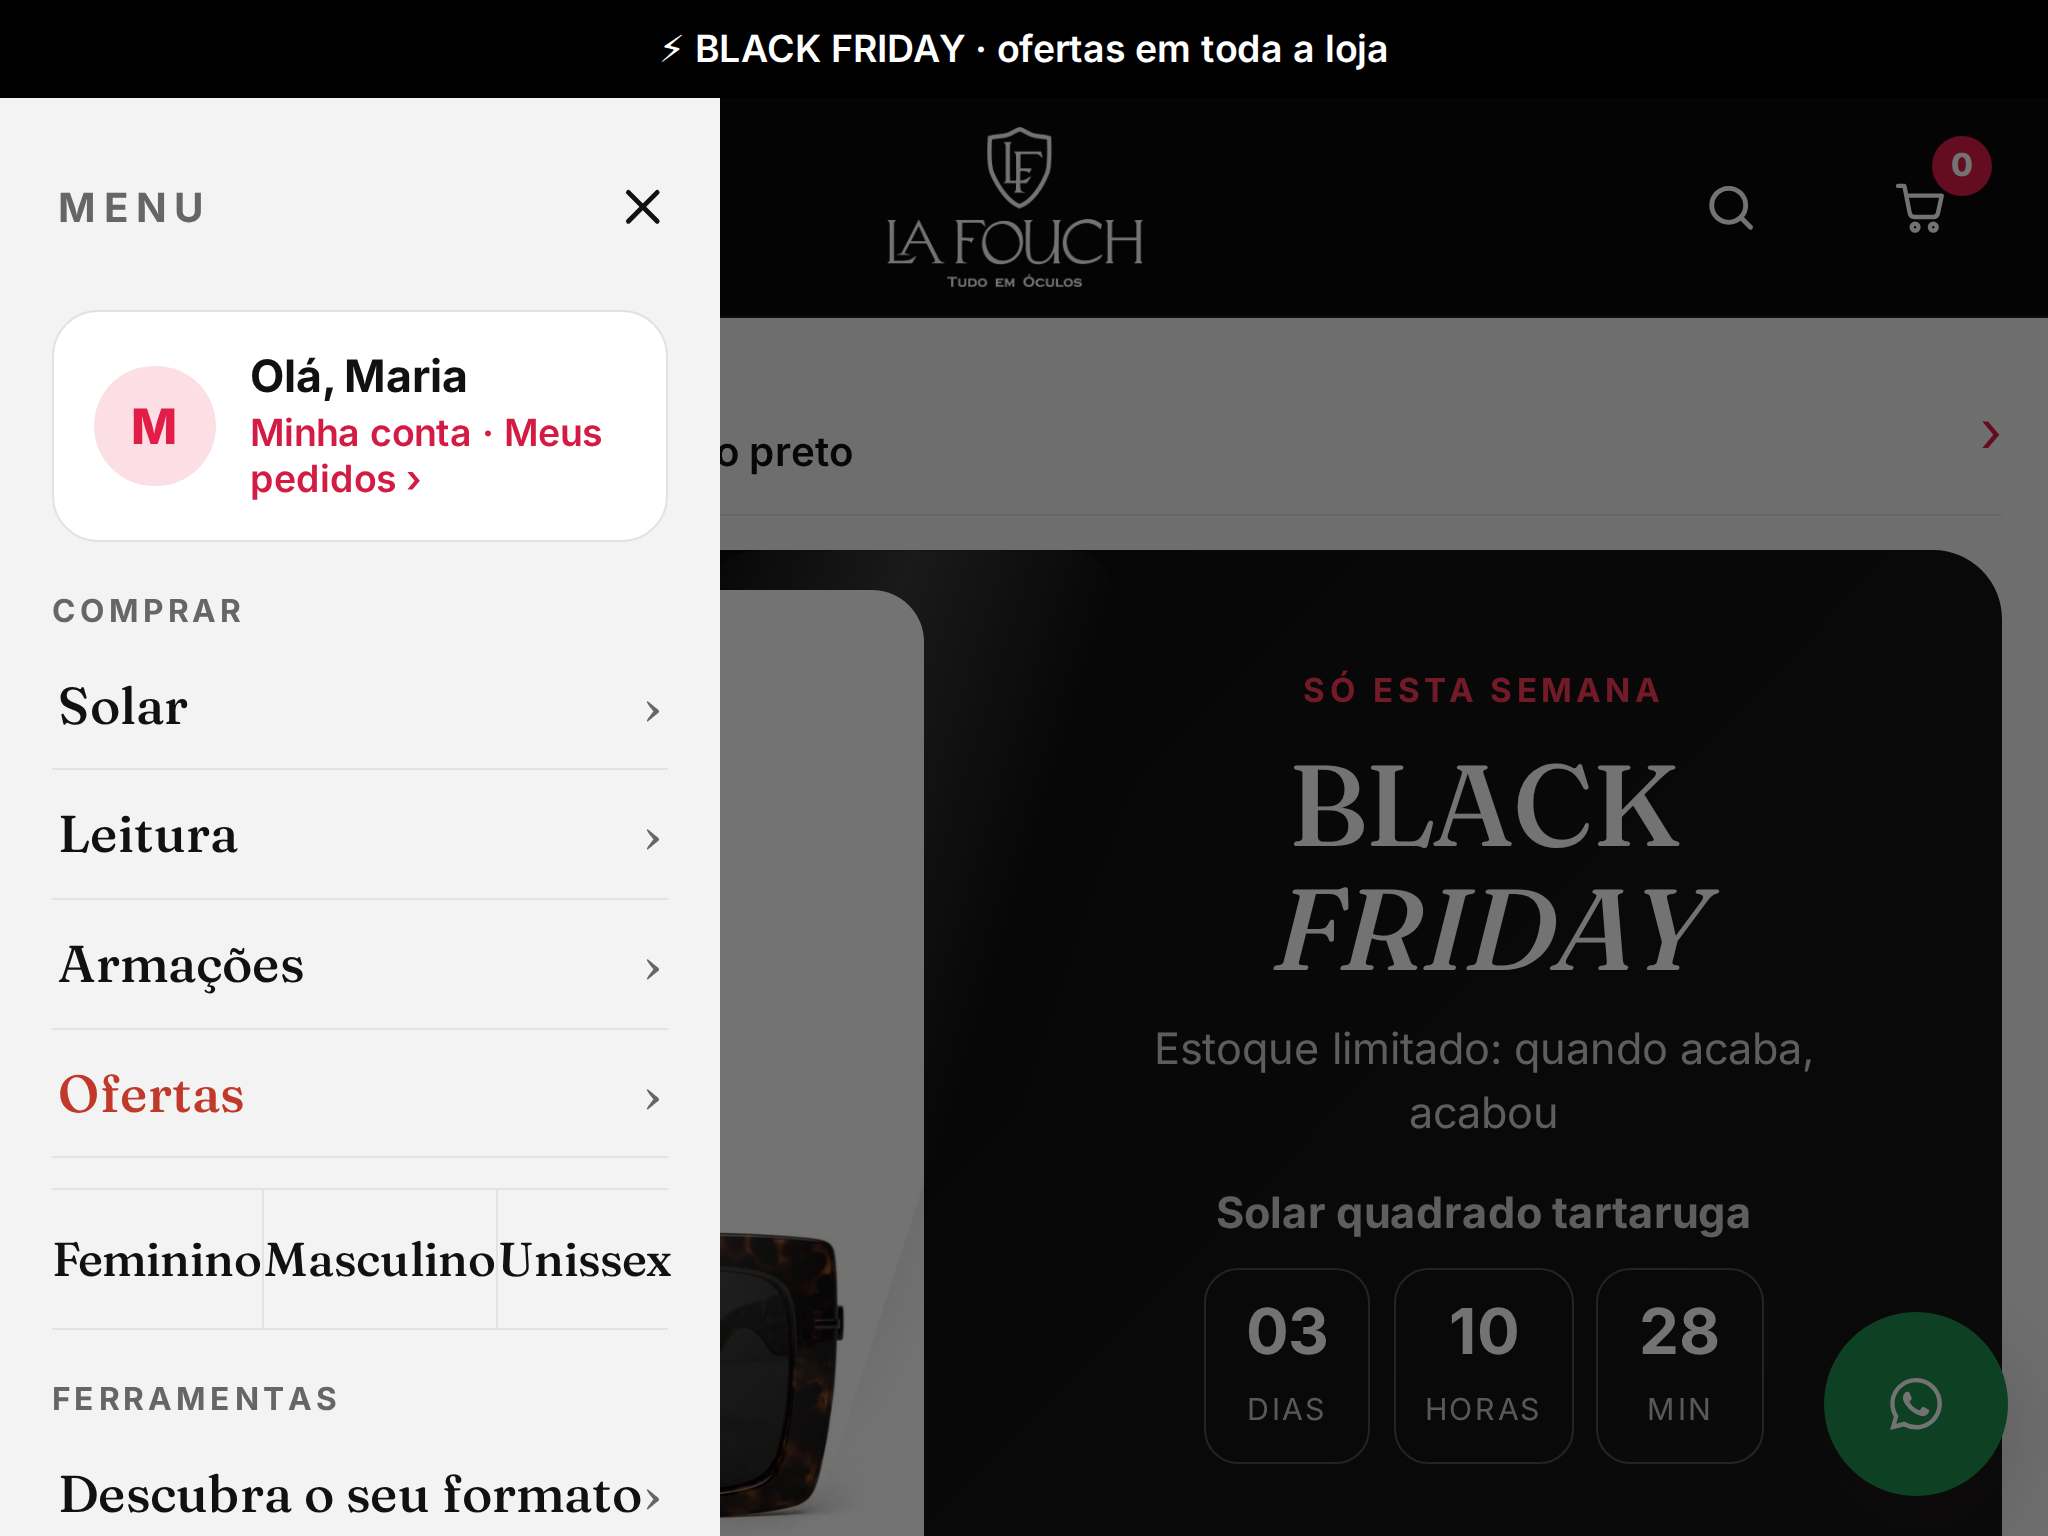 ⚡ BLACK FRIDAY · ofertas em toda a loja
MENU
LF
LA FOUCH
TUDO EM ÓCULOS
0
M
Olá, Maria
Minha conta · Meus
pedidos ›
o preto
COMPRAR
Solar
Leitura
Armações
Ofertas
Feminino
Masculino
Unissex
FERRAMENTAS
Descubra o seu formato
SÓ ESTA SEMANA
BLACK
FRIDAY
Estoque limitado: quando acaba,
acabou
Solar quadrado tartaruga
03 10 28
DIAS HORAS MIN